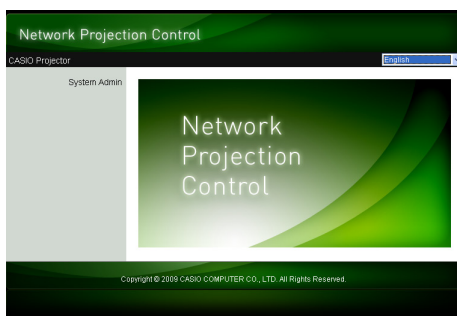 Network Projection Control
CASIO Projector
English
System Admin
Network
Projection
Control
Copyright © 2009 CASIO COMPUTER CO., LTD. All Rights Reserved.